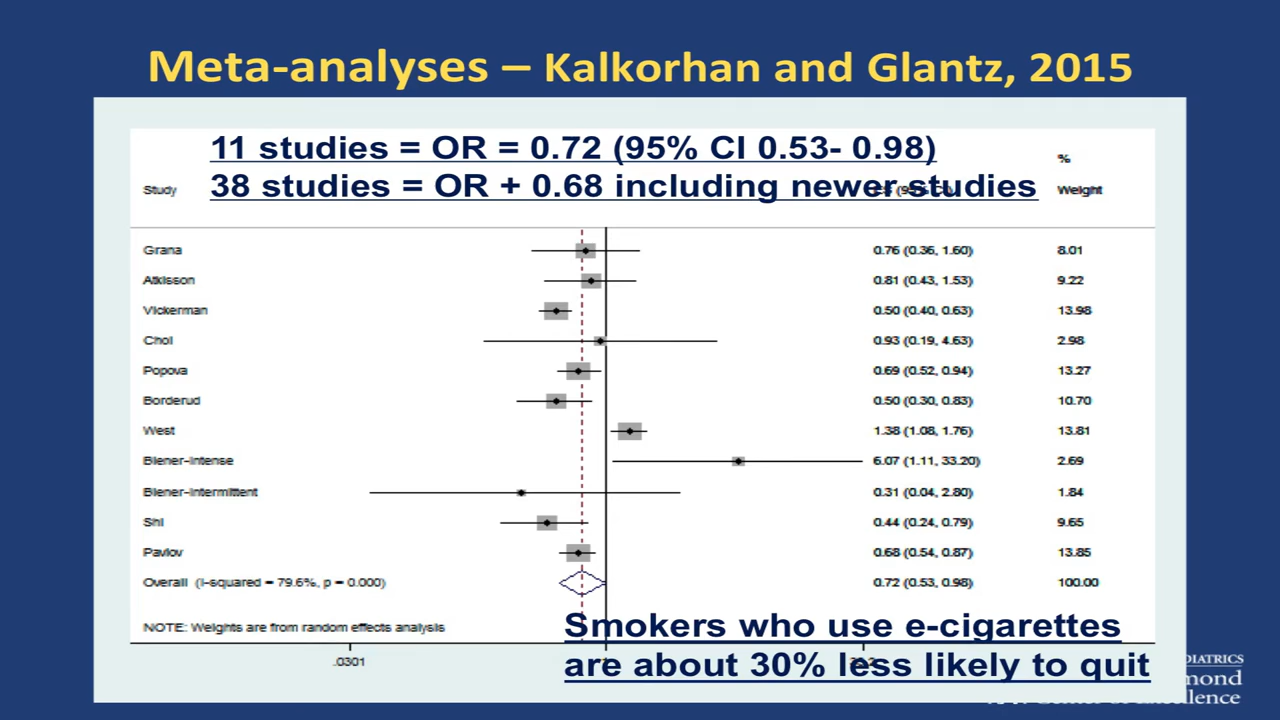 Meta-analyses – Kalkorhan and Glantz, 2015
11 studies = OR = 0.72 (95% CI 0.53- 0.98)
38 studies = OR + 0.68 including newer studies
%
Study Weight
Grana 0.76 (0.36, 1.60) 8.01
Atkisson 0.81 (0.43, 1.53) 9.22
Vickerman 0.50 (0.40, 0.63) 13.98
Choi 0.93 (0.19, 4.63) 2.98
Popova 0.69 (0.52, 0.94) 13.27
Borderud 0.50 (0.30, 0.83) 10.70
West 1.38 (1.08, 1.76) 13.81
Biener-Intense 6.07 (1.11, 33.20) 2.69
Biener-Intermittent 0.31 (0.04, 2.80) 1.84
Shi 0.44 (0.24, 0.79) 9.65
Pavlov 0.68 (0.54, 0.87) 13.85
Overall (I-squared = 79.6%, p = 0.000) 0.72 (0.53, 0.98) 100.00
NOTE: Weights are from random effects analysis
Smokers who use e-cigarettes
are about 30% less likely to quit
.0301